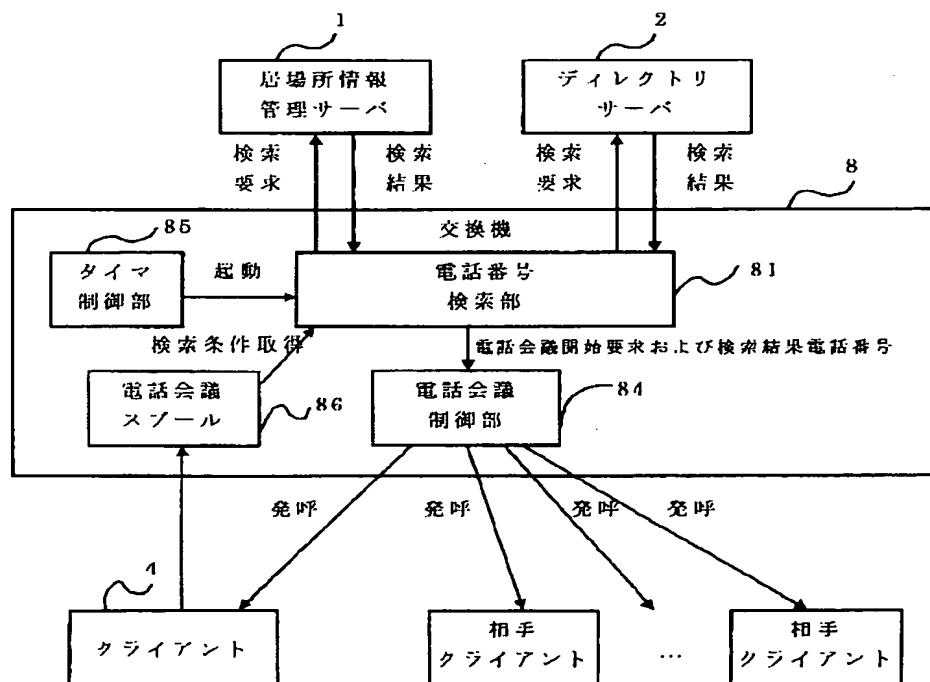 1
2
居場所情報
管理サーバ
ディレクトリ
サーバ
検索
要求
検索
結果
検索
要求
検索
結果
8
交換機
85
タイマ
制御部
起動
電話番号
検索部
81
検索条件取得
電話会議開始要求および検索結果電話番号
電話会議
スプール
86
電話会議
制御部
84
発呼
発呼
発呼
発呼
4
クライアント
相手
クライアント
…
相手
クライアント